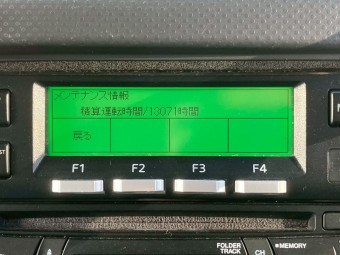 メンテナンス情報
積算運転時間/13071時間
戻る
F1 F2 F3 F4
FOLDER
TRACK
A
CH
MEMORY